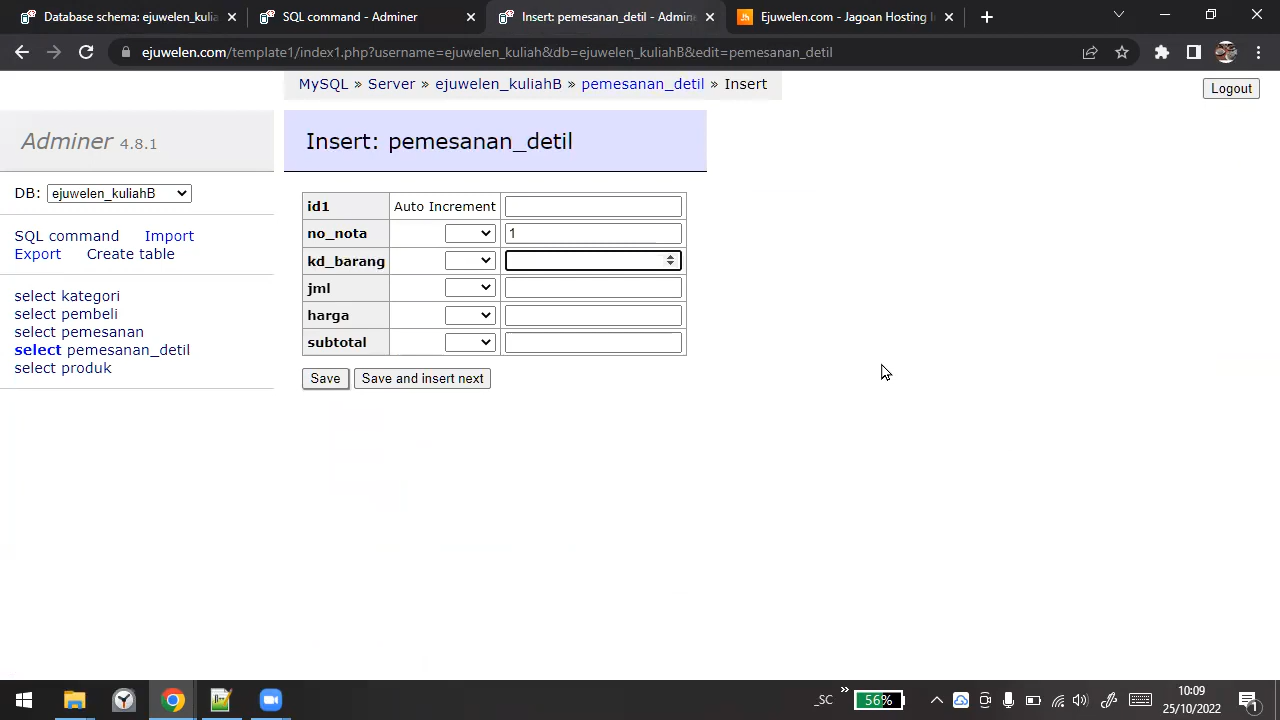 Database schema: ejuwelen_kulia
SQL command - Adminer
Insert: pemesanan_detil - Admine
Ejuwelen.com - Jagoan Hosting I
ejuwelen.com/template1/index1.php?username=ejuwelen_kuliah&db=ejuwelen_kuliahB&edit=pemesanan_detil
MySQL » Server » ejuwelen_kuliahB » pemesanan_detil » Insert
Logout
Adminer 4.8.1
Insert: pemesanan_detil
DB: ejuwelen_kuliahB
SQL command Import
Export Create table
select kategori
select pembeli
select pemesanan
select pemesanan_detil
select produk
id1 Auto Increment
no_nota 1
kd_barang
jml
harga
subtotal
Save Save and insert next
_SC
56%
10:09
25/10/2022
1